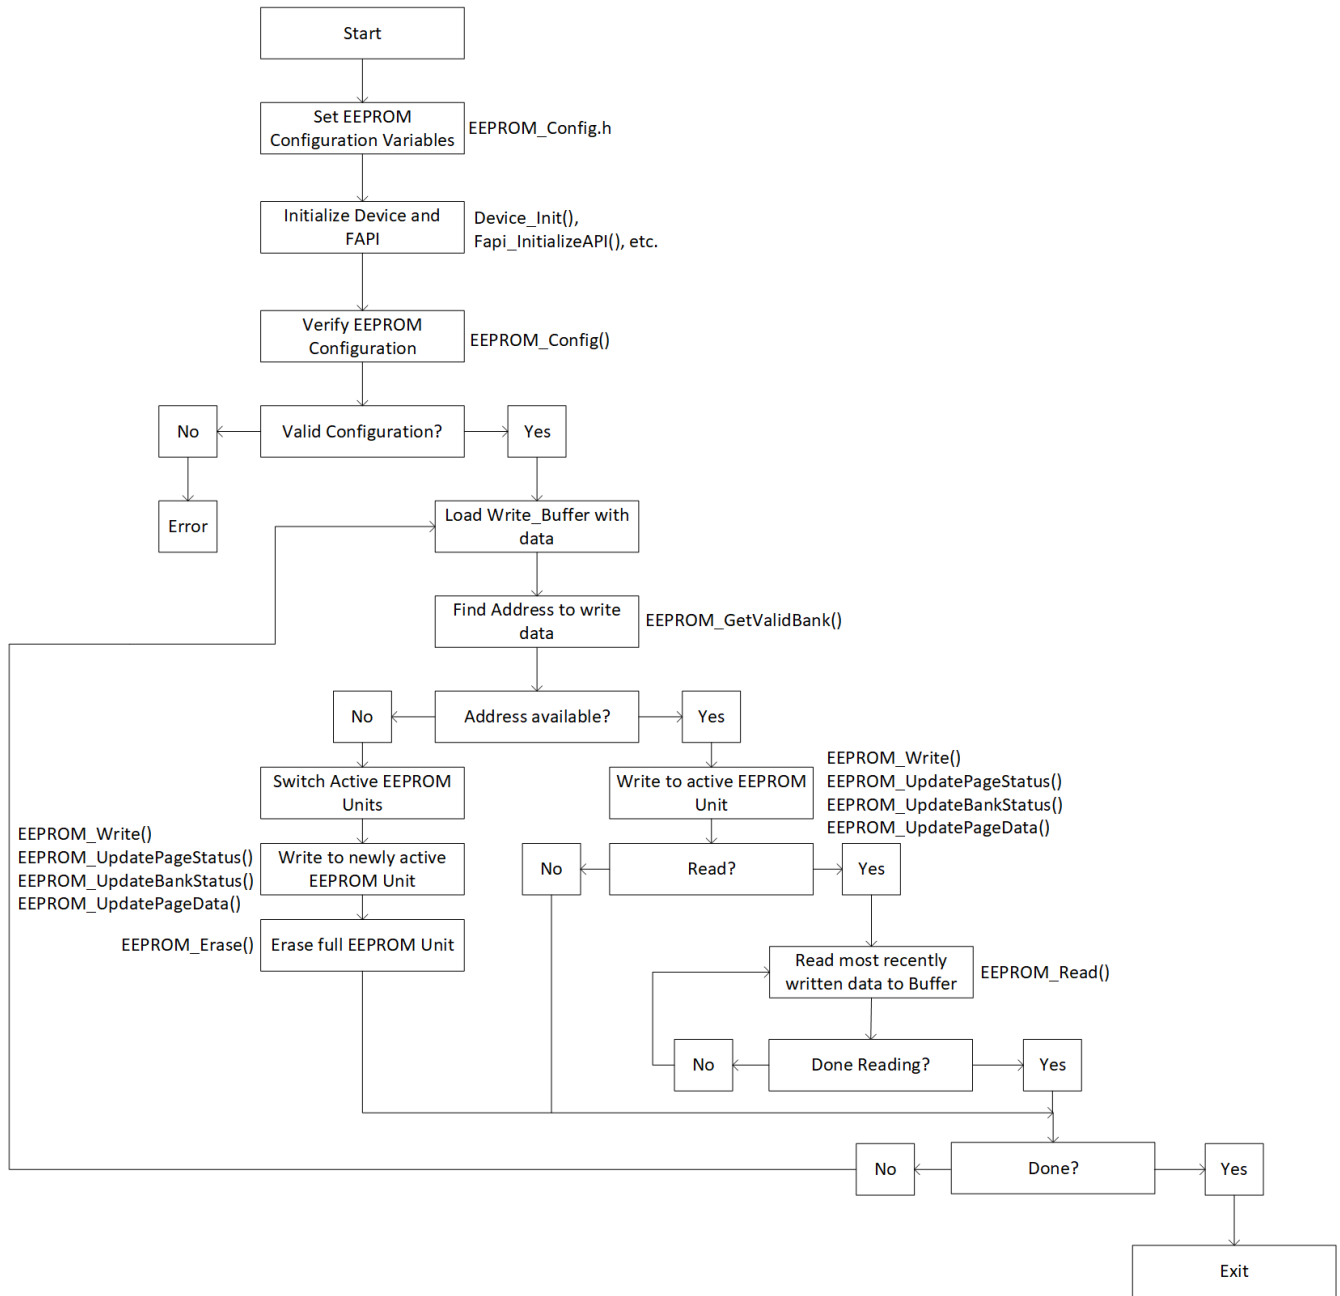 Start
Set EEPROM
Configuration Variables
EEPROM_Config.h
Initialize Device and
FAPI
Device_Init(),
Fapi_InitializeAPI(), etc.
Verify EEPROM
Configuration
EEPROM_Config()
No
Valid Configuration?
Yes
Error
Load Write_Buffer with
data
Find Address to write
data
EEPROM_GetValidBank()
No
Address available?
Yes
Switch Active EEPROM
Units
Write to active EEPROM
Unit
EEPROM_Write()
EEPROM_UpdatePageStatus()
EEPROM_UpdateBankStatus()
EEPROM_UpdatePageData()
EEPROM_Write()
EEPROM_UpdatePageStatus()
EEPROM_UpdateBankStatus()
EEPROM_UpdatePageData()
Write to newly active
EEPROM Unit
No
Read?
Yes
EEPROM_Erase()
Erase full EEPROM Unit
Read most recently
written data to Buffer
EEPROM_Read()
No
Done Reading?
Yes
No
Done?
Yes
Exit